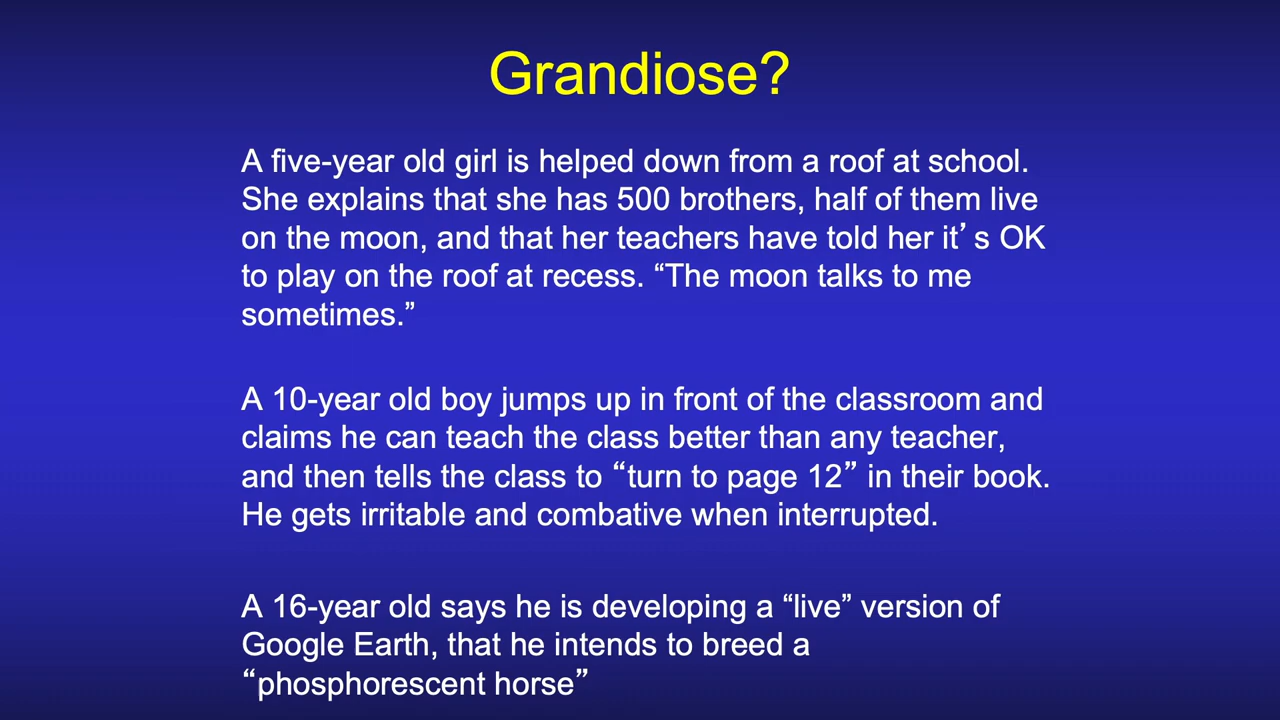 Grandiose?
A five-year old girl is helped down from a roof at school.
She explains that she has 500 brothers, half of them live
on the moon, and that her teachers have told her it’s OK
to play on the roof at recess. “The moon talks to me
sometimes.”
A 10-year old boy jumps up in front of the classroom and
claims he can teach the class better than any teacher,
and then tells the class to “turn to page 12” in their book.
He gets irritable and combative when interrupted.
A 16-year old says he is developing a “live” version of
Google Earth, that he intends to breed a
“phosphorescent horse”